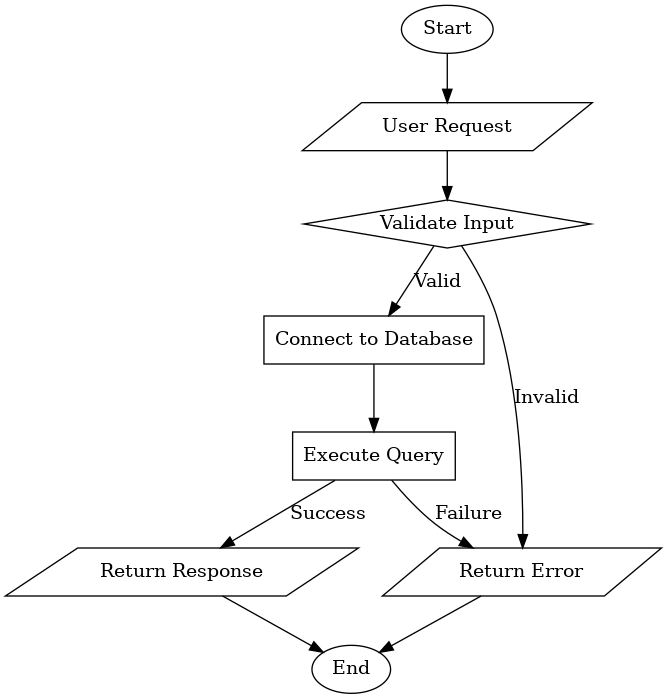 Start
User Request
Validate Input
Valid
Connect to Database
Invalid
Execute Query
Success
Failure
Return Response
Return Error
End